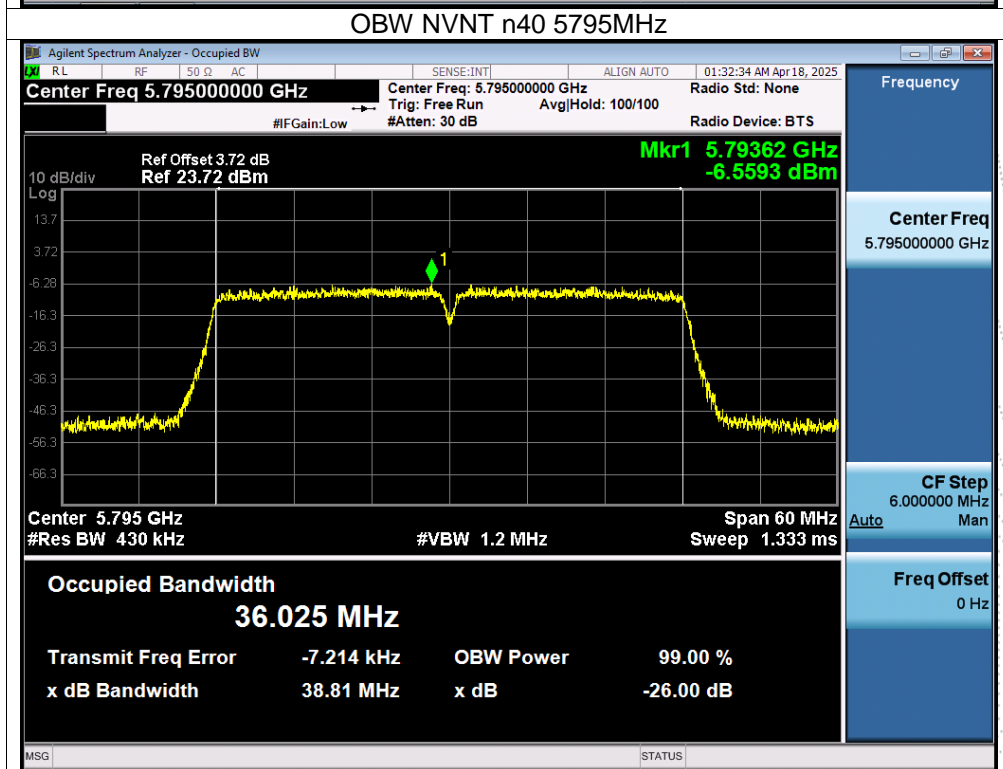 OBW NVNT n40 5795MHz
Agilent Spectrum Analyzer - Occupied BW
LXI RL RF 50 Ω AC SENSE:INT ALIGN AUTO 01:32:34 AM Apr 18, 2025
Center Freq 5.795000000 GHz
Center Freq: 5.795000000 GHz
Radio Std: None
Trig: Free Run Avg|Hold: 100/100
#IFGain:Low
#Atten: 30 dB
Radio Device: BTS
Frequency
Ref Offset 3.72 dB
Mkr1 5.79362 GHz
10 dB/div Ref 23.72 dBm
-6.5593 dBm
Log
13.7
3.72
-6.28
-16.3
-26.3
-36.3
-46.3
-56.3
-66.3
1
Center 5.795 GHz
Span 60 MHz
#Res BW 430 kHz
#VBW 1.2 MHz
Sweep 1.333 ms
Center Freq
5.795000000 GHz
CF Step
6.000000 MHz
Auto Man
Freq Offset
0 Hz
Occupied Bandwidth
36.025 MHz
Transmit Freq Error -7.214 kHz OBW Power 99.00 %
x dB Bandwidth 38.81 MHz x dB -26.00 dB
MSG STATUS